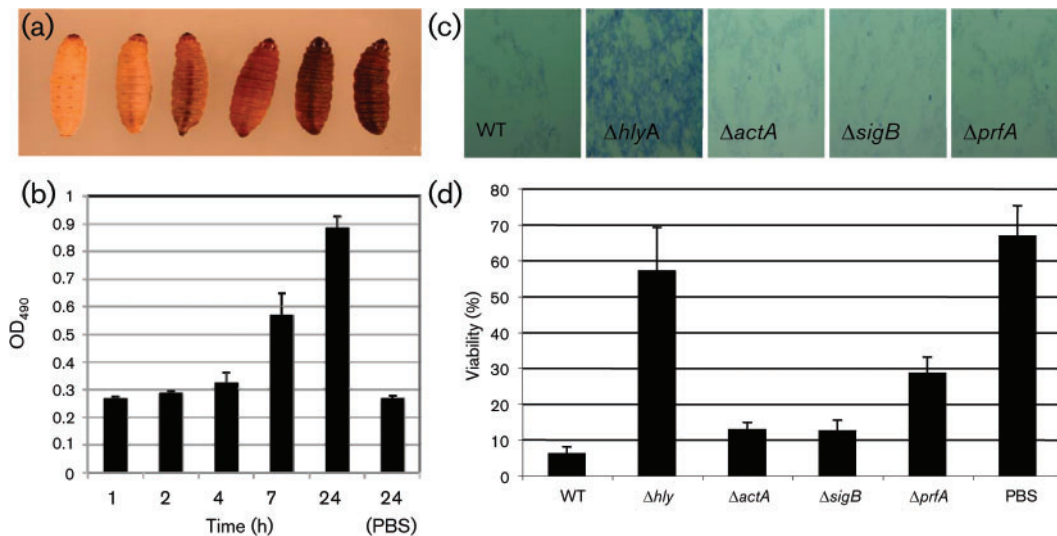 (a)
(c)
WT
ΔhlyA
ΔactA
ΔsigB
ΔprfA
(b)
OD490
1
0.9
0.8
0.7
0.6
0.5
0.4
0.3
0.2
0.1
0
1 2 4 7 24 24
Time (h) (PBS)
(d)
Viability (%)
80
70
60
50
40
30
20
10
0
WT Δhly ΔactA ΔsigB ΔprfA PBS